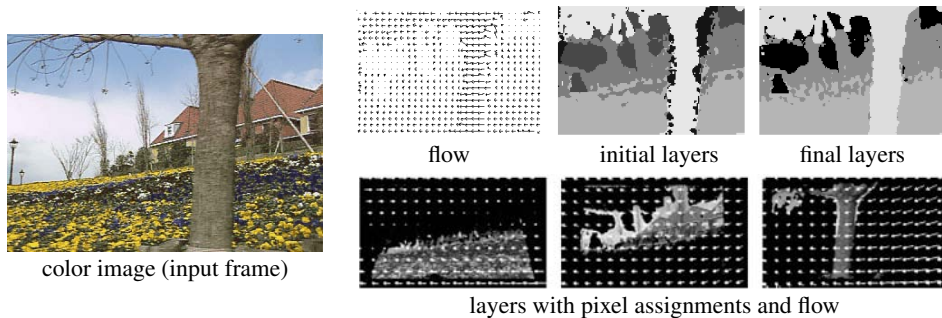 flow
initial layers
final layers
color image (input frame)
layers with pixel assignments and flow